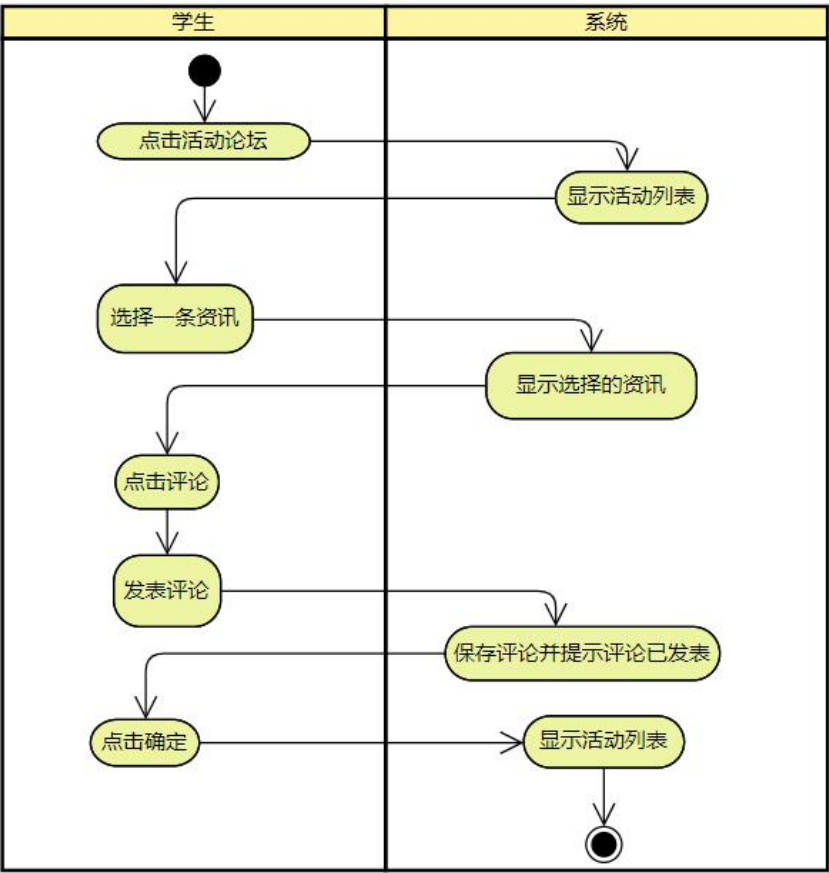 学生
系统
点击活动论坛
显示活动列表
选择一条资讯
显示选择的资讯
点击评论
发表评论
保存评论并提示评论已发表
点击确定
显示活动列表